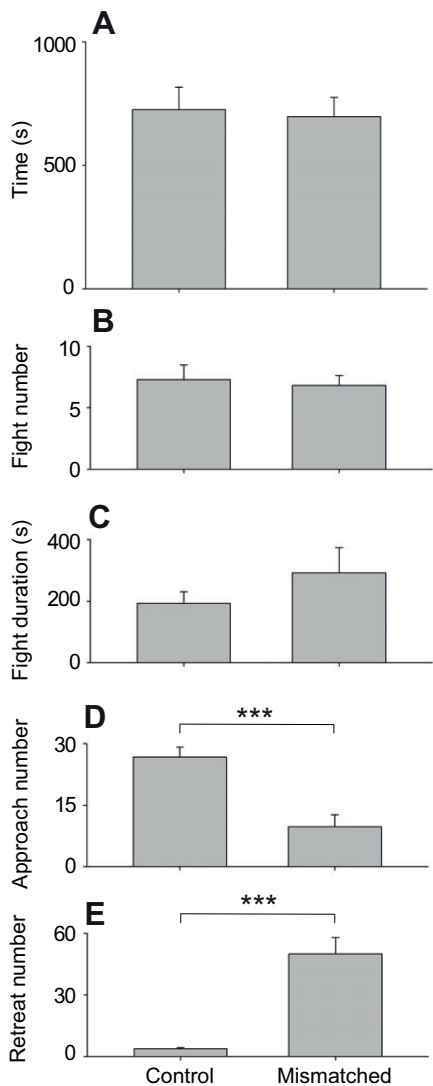 A
Time (s)
1000
500
0
B
Fight number
10
5
0
C
Fight duration (s)
400
200
0
D
Approach number
***
30
15
0
E
Retreat number
***
60
30
0
Control Mismatched